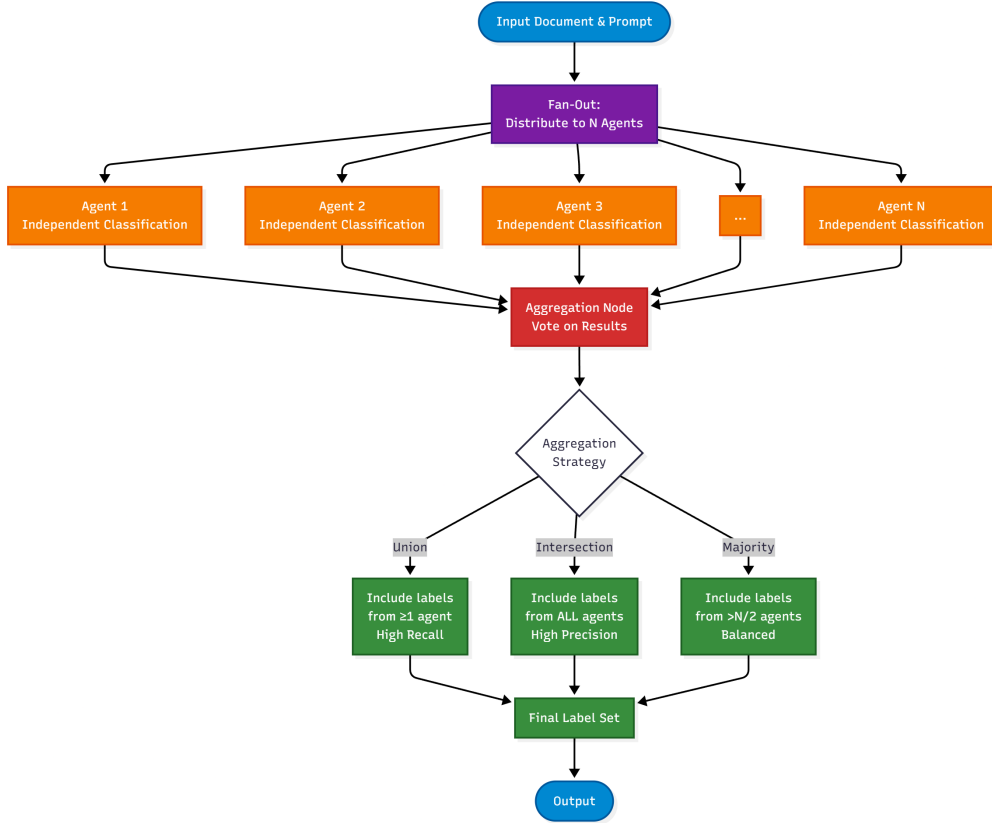 Input Document & Prompt
Fan-Out:
Distribute to N Agents
Agent 1
Independent Classification
Agent 2
Independent Classification
Agent 3
Independent Classification
...
Agent N
Independent Classification
Aggregation Node
Vote on Results
Aggregation
Strategy
Union
Intersection
Majority
Include labels
from ≥1 agent
High Recall
Include labels
from ALL agents
High Precision
Include labels
from >N/2 agents
Balanced
Final Label Set
Output